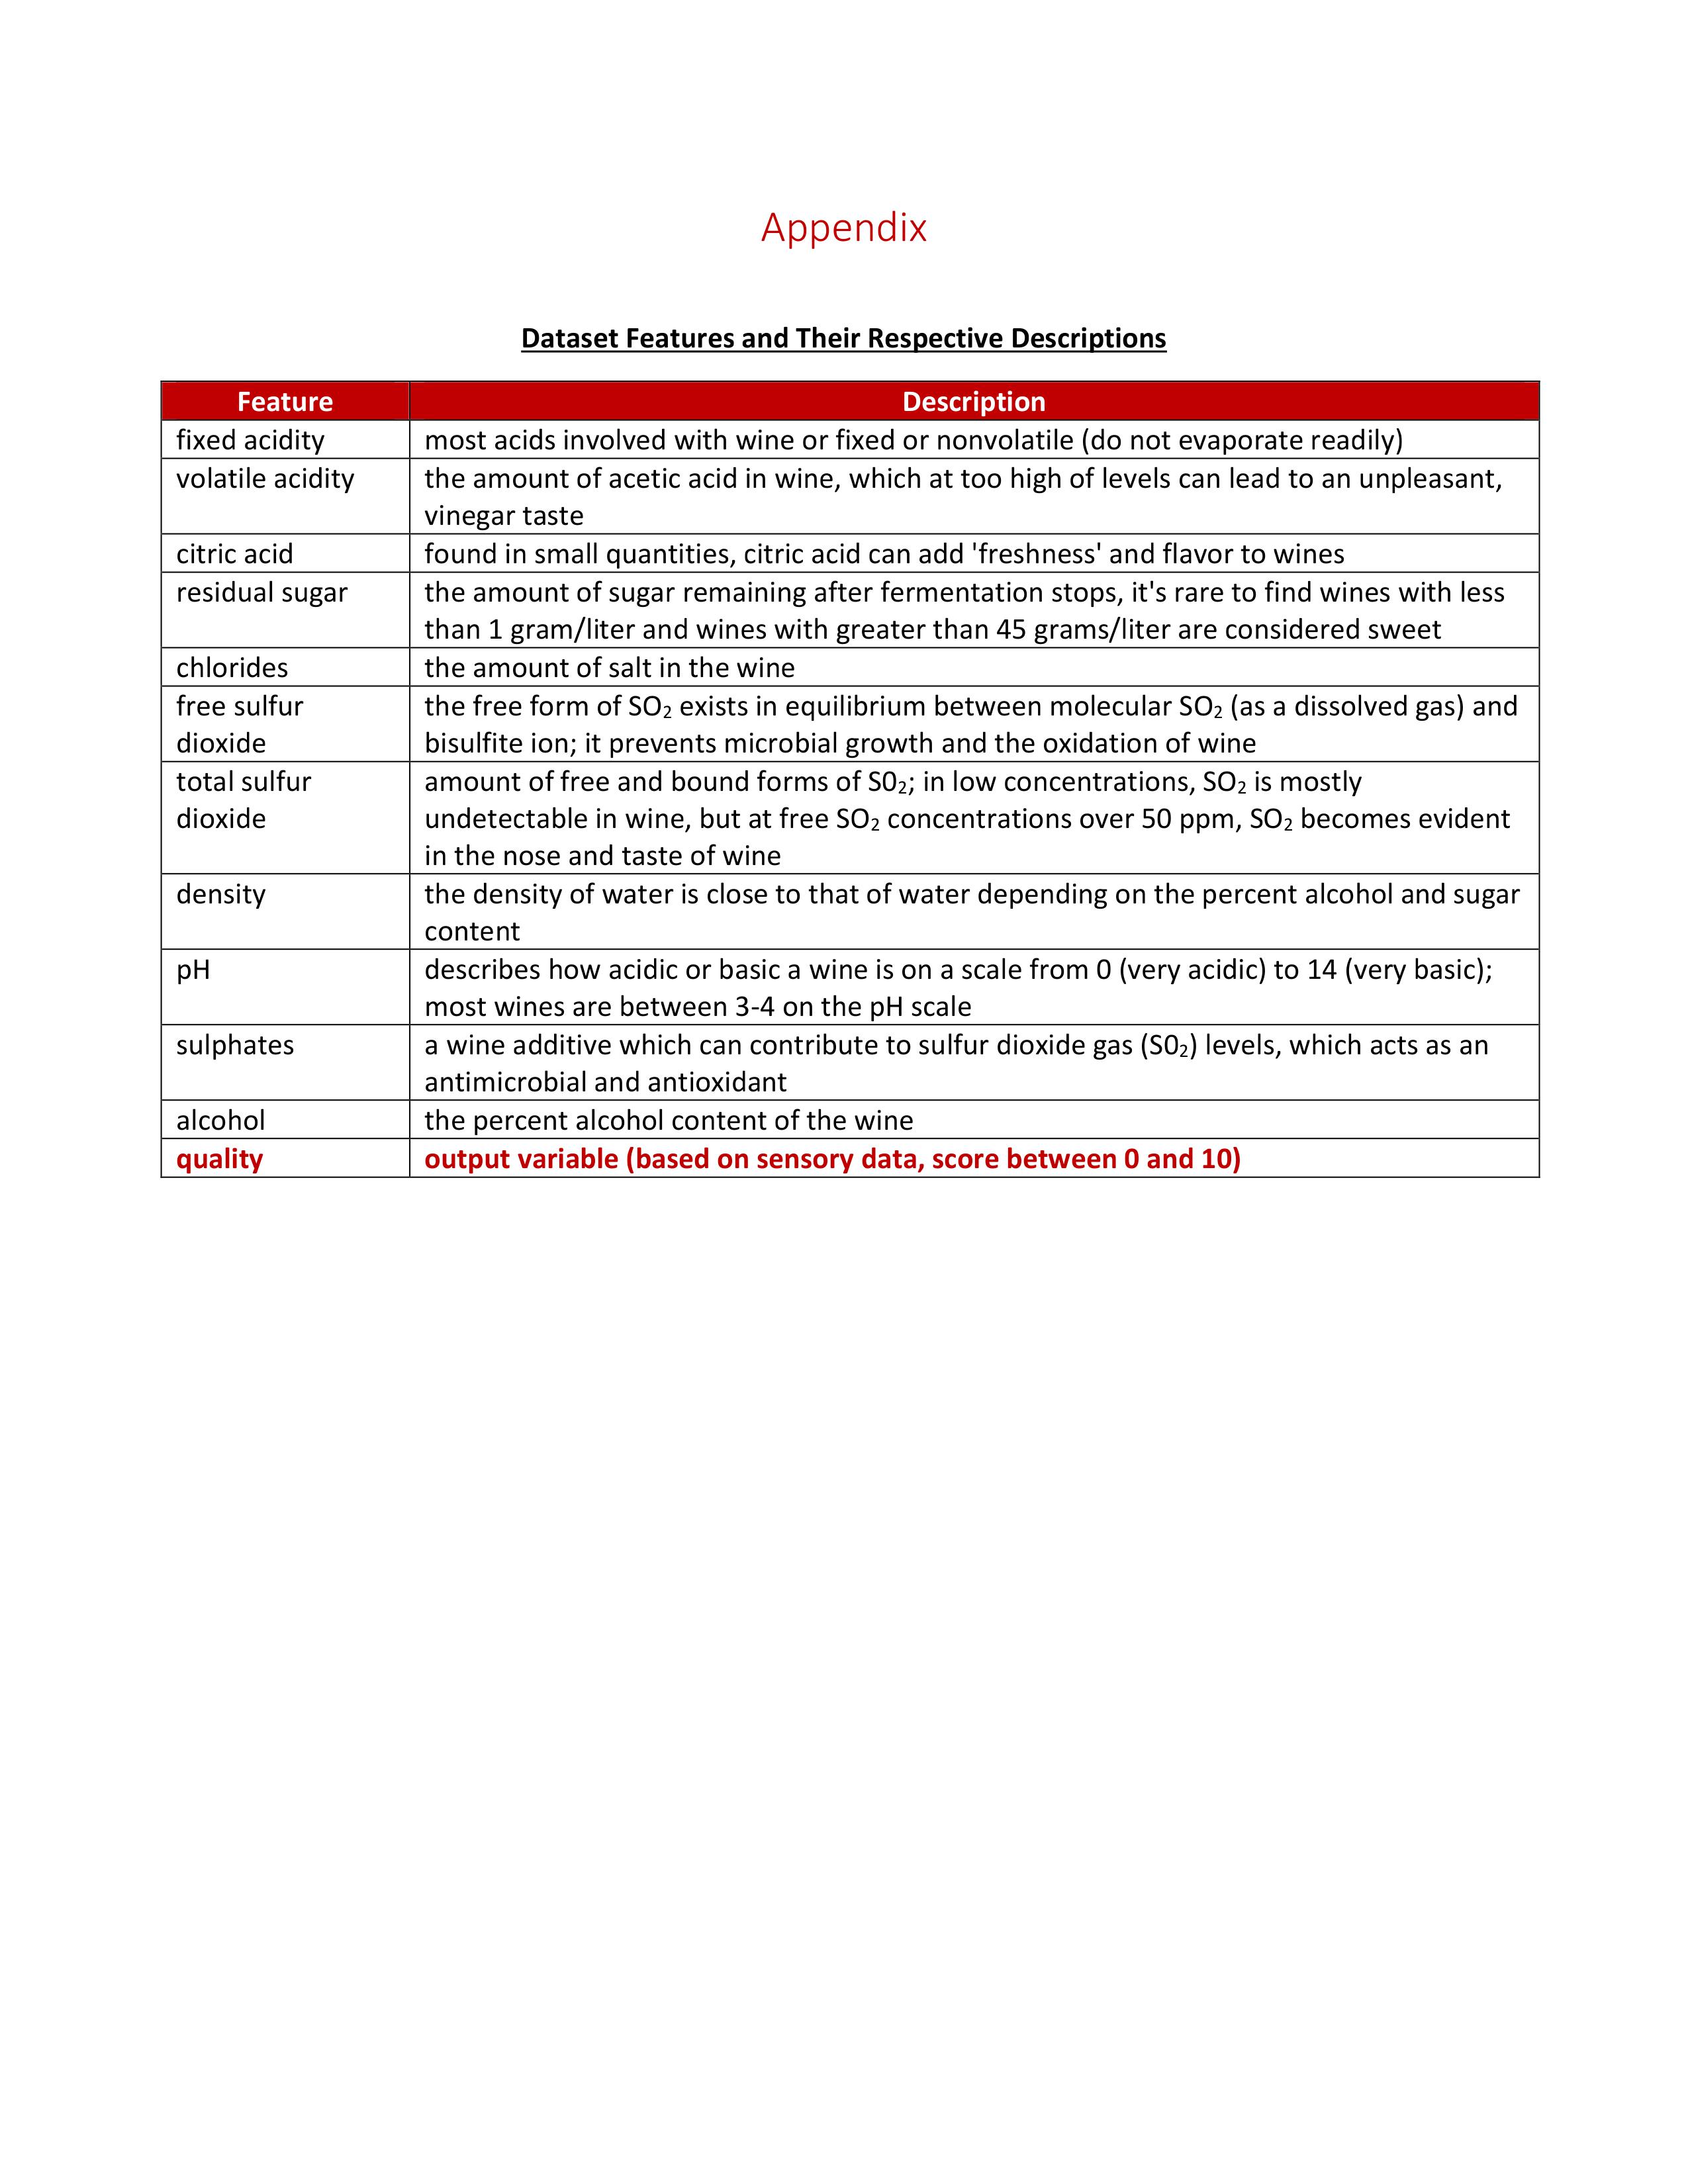 Appendix
Dataset Features and Their Respective Descriptions
Feature Description
fixed acidity most acids involved with wine or fixed or nonvolatile (do not evaporate readily)
volatile acidity the amount of acetic acid in wine, which at too high of levels can lead to an unpleasant,
vinegar taste
citric acid found in small quantities, citric acid can add 'freshness' and flavor to wines
residual sugar the amount of sugar remaining after fermentation stops, it's rare to find wines with less
than 1 gram/liter and wines with greater than 45 grams/liter are considered sweet
chlorides the amount of salt in the wine
free sulfur the free form of SO₂ exists in equilibrium between molecular SO₂ (as a dissolved gas) and
dioxide bisulfite ion; it prevents microbial growth and the oxidation of wine
total sulfur amount of free and bound forms of S0₂; in low concentrations, SO₂ is mostly
dioxide undetectable in wine, but at free SO₂ concentrations over 50 ppm, SO₂ becomes evident
in the nose and taste of wine
density the density of water is close to that of water depending on the percent alcohol and sugar
content
pH describes how acidic or basic a wine is on a scale from 0 (very acidic) to 14 (very basic);
most wines are between 3-4 on the pH scale
sulphates a wine additive which can contribute to sulfur dioxide gas (S0₂) levels, which acts as an
antimicrobial and antioxidant
alcohol the percent alcohol content of the wine
quality output variable (based on sensory data, score between 0 and 10)